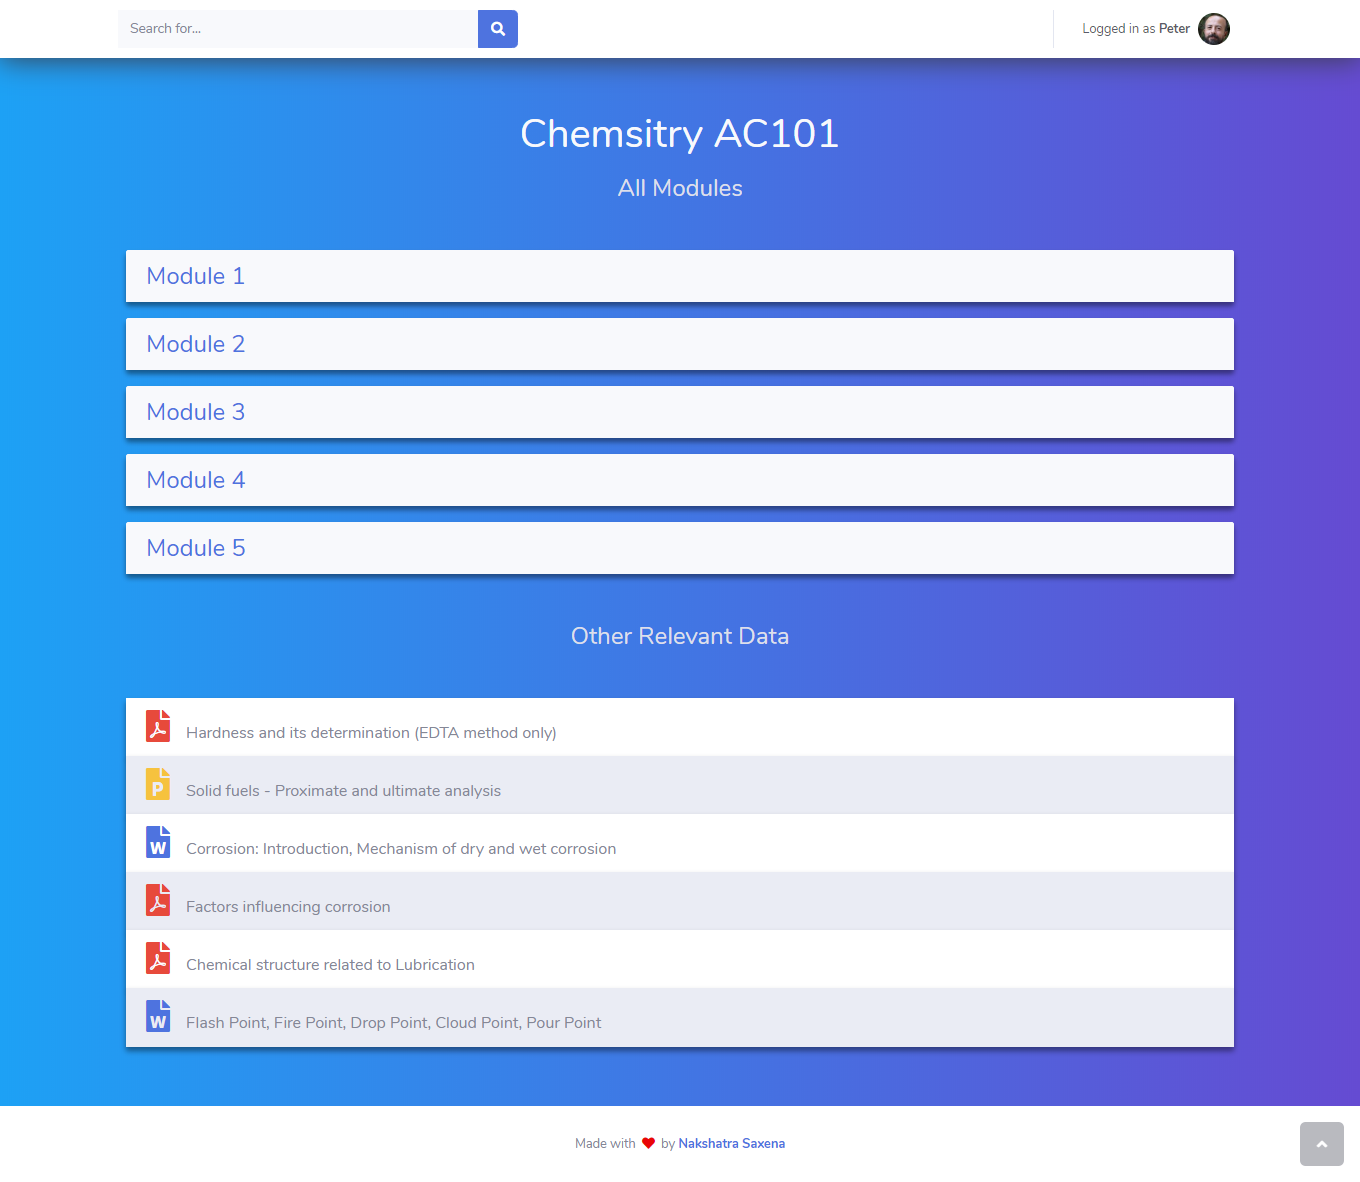 Search for...
Logged in as Peter
Chemsitry AC101
All Modules
Module 1
Module 2
Module 3
Module 4
Module 5
Other Relevant Data
Hardness and its determination (EDTA method only)
P
Solid fuels - Proximate and ultimate analysis
W
Corrosion: Introduction, Mechanism of dry and wet corrosion
Factors influencing corrosion
Chemical structure related to Lubrication
W
Flash Point, Fire Point, Drop Point, Cloud Point, Pour Point
Made with ❤ by Nakshatra Saxena